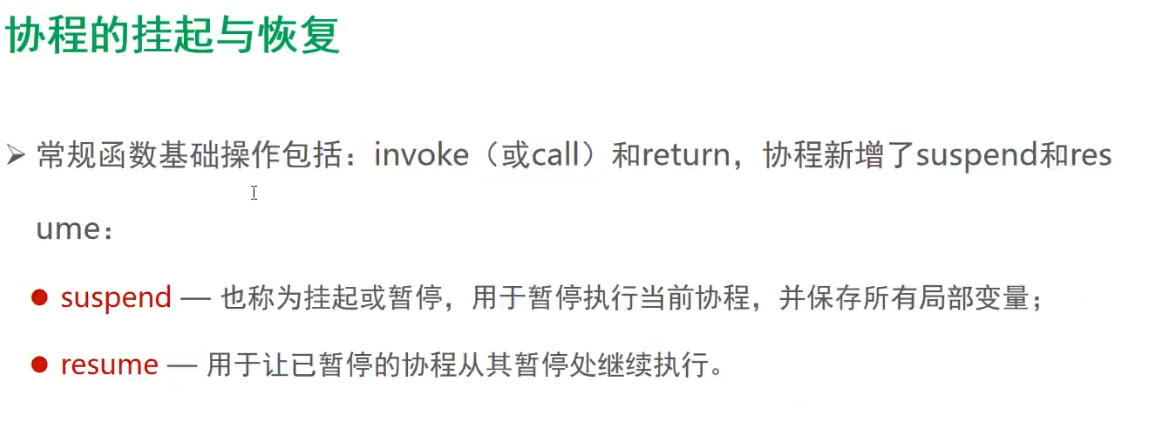 协程的挂起与恢复
➢ 常规函数基础操作包括：invoke（或call）和return，协程新增了suspend和res
ume：
● suspend — 也称为挂起或暂停，用于暂停执行当前协程，并保存所有局部变量；
● resume — 用于让已暂停的协程从其暂停处继续执行。